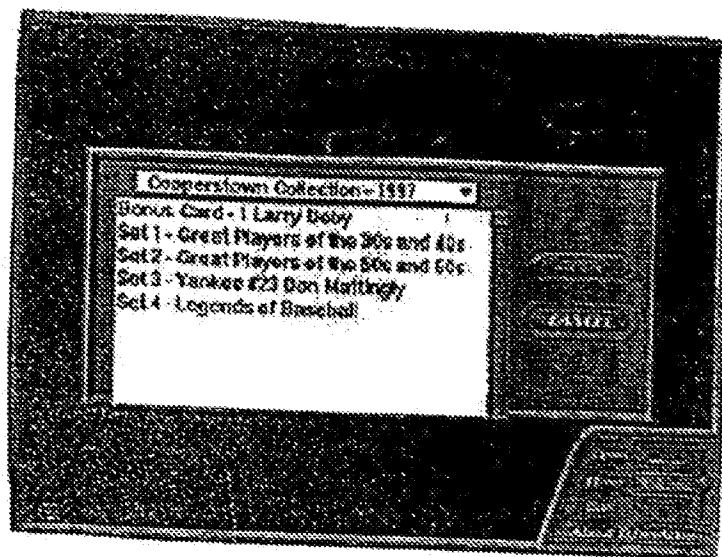 Cooperstown Collection - 1997
Bonus Card - 1 Larry Doby
Set 1 - Great Players of the 30s and 40s
Set 2 - Great Players of the 50s and 60s
Set 3 - Yankee #23 Don Mattingly
Set 4 - Legends of Baseball